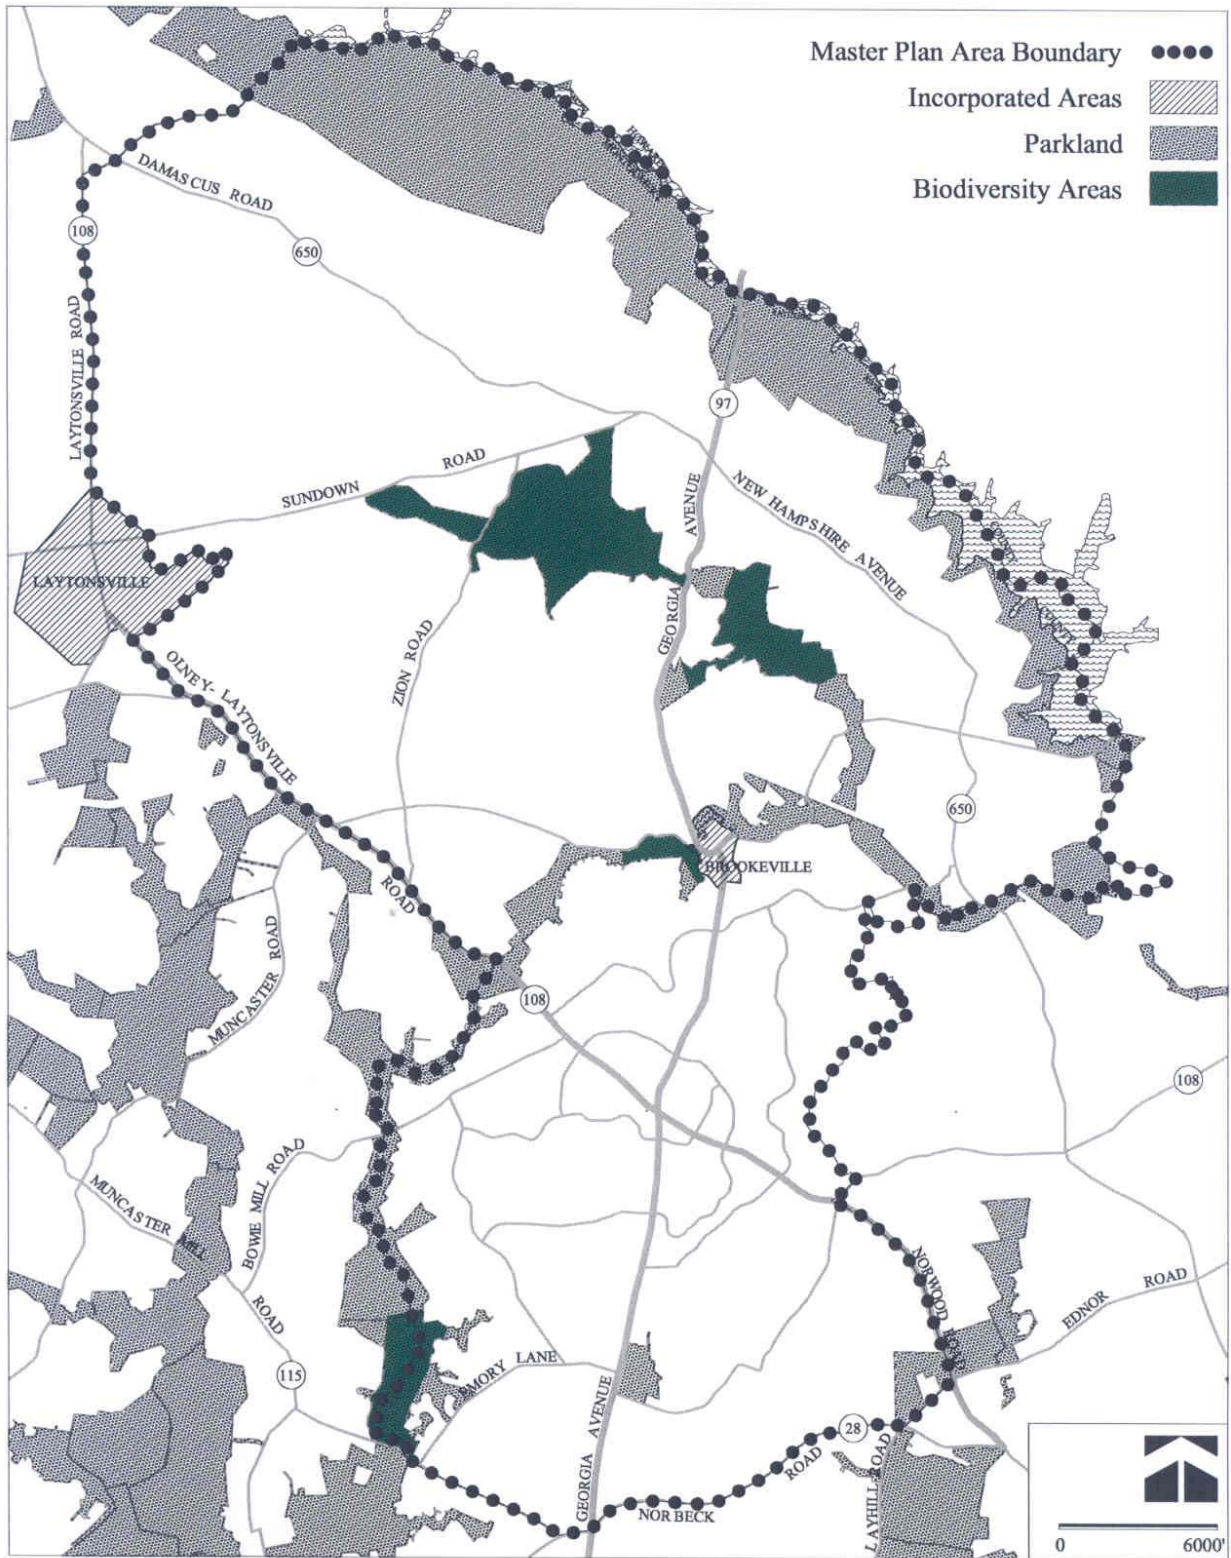 Master Plan Area Boundary
Incorporated Areas
Parkland
Biodiversity Areas
DAMASCUS ROAD
108
650
LAYTONSVILLE ROAD
97
SUNDOWN ROAD
NEW HAMPSHIRE AVENUE
GEORGIA AVENUE
COUNTY
COUNTY
LAYTONSVILLE
ZION ROAD
OLNEY-LAYTONSVILLE ROAD
650
BROOKEVILLE
MUNCASTER ROAD
108
108
BOWIE MILL ROAD
MUNCASTER MILL ROAD
NORWOOD ROAD
EDNOR ROAD
115
EMORY LANE
GEORGIA AVENUE
28
NORBECK ROAD
LAYHILL ROAD
0 6000'